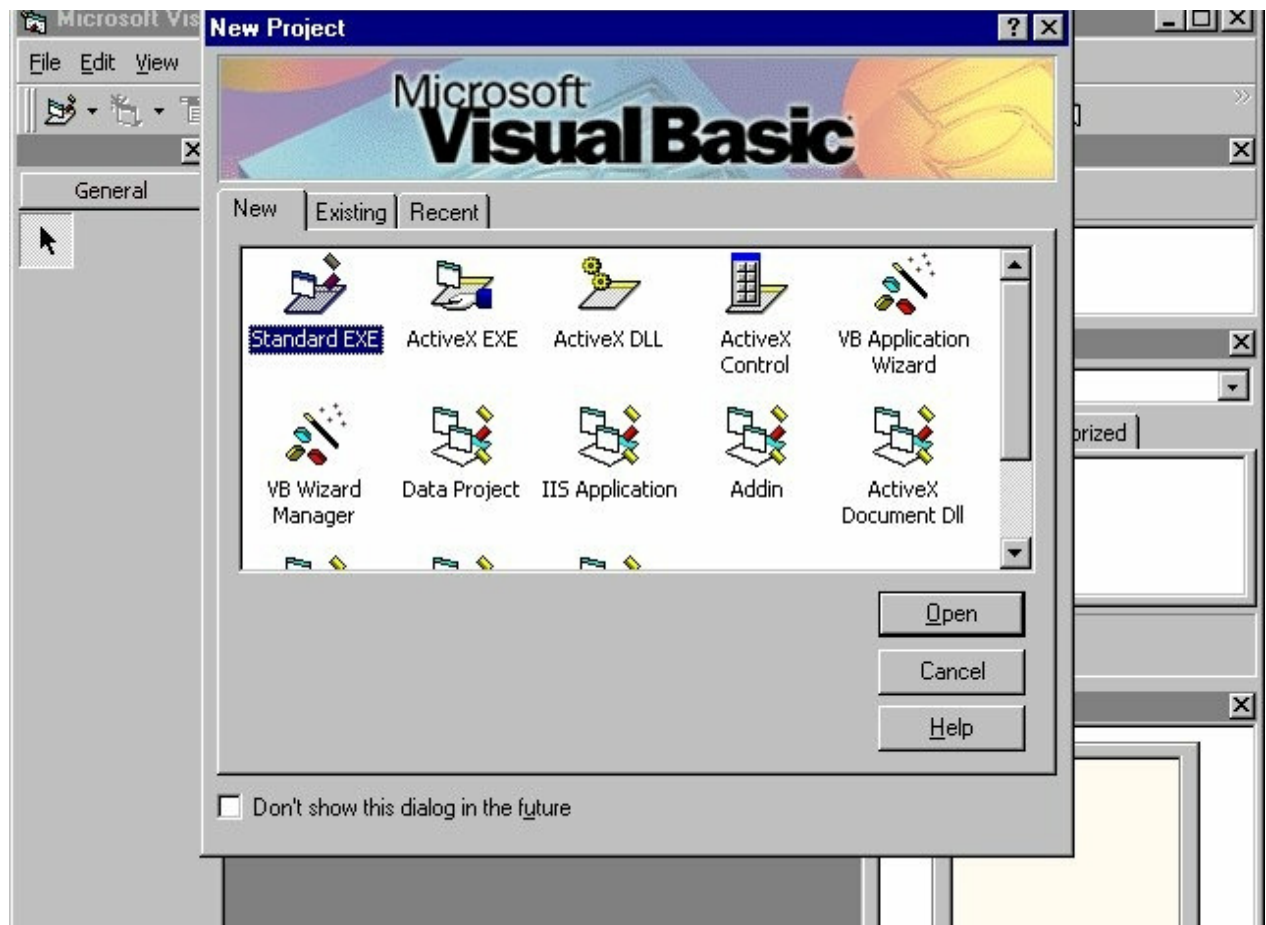 Microsoft Vis
New Project
File Edit View
Microsoft
Visual Basic
General
New Existing Recent
Standard EXE ActiveX EXE ActiveX DLL ActiveX Control VB Application Wizard
VB Wizard Manager Data Project IIS Application Addin ActiveX Document Dll
orized
Open
Cancel
Help
Don't show this dialog in the future